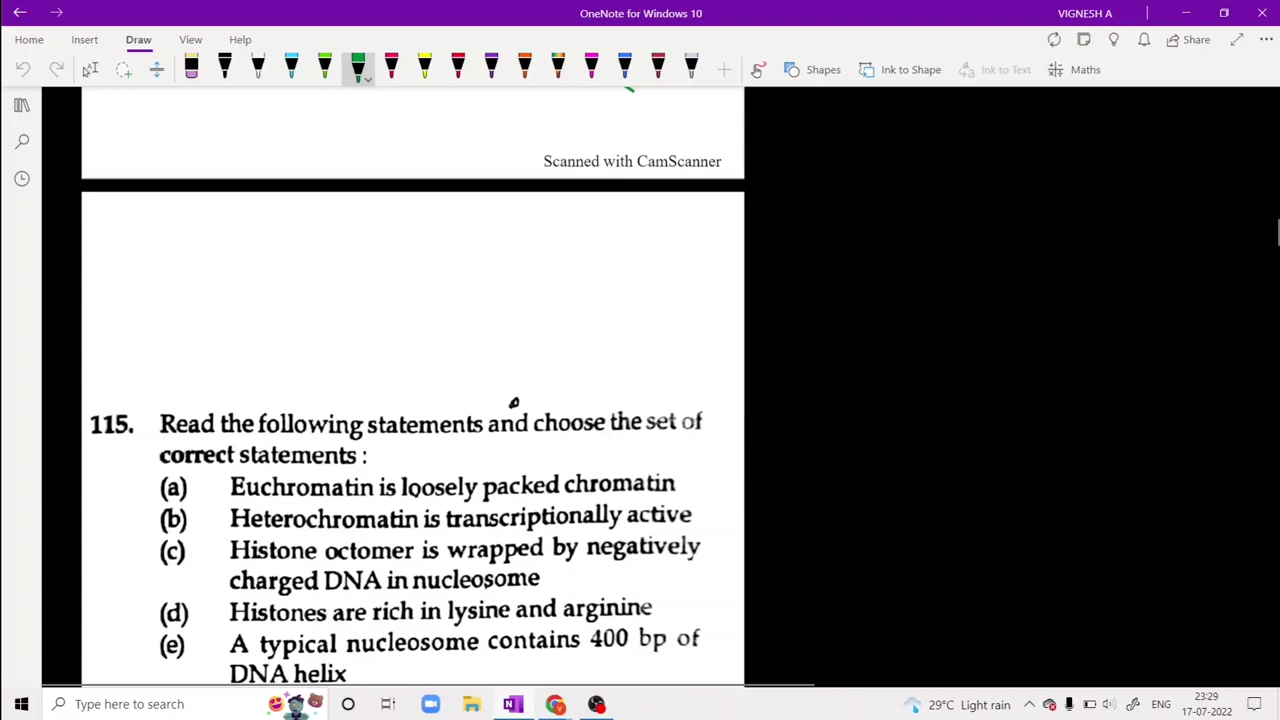 OneNote for Windows 10
VIGNESH A
Home Insert Draw View Help
Share
Shapes Ink to Shape Ink to Text Maths
Scanned with CamScanner
115. Read the following statements and choose the set of
correct statements :
(a) Euchromatin is loosely packed chromatin
(b) Heterochromatin is transcriptionally active
(c) Histone octomer is wrapped by negatively
charged DNA in nucleosome
(d) Histones are rich in lysine and arginine
(e) A typical nucleosome contains 400 bp of
DNA helix
Type here to search
29°C Light rain
ENG
23:29
17-07-2022